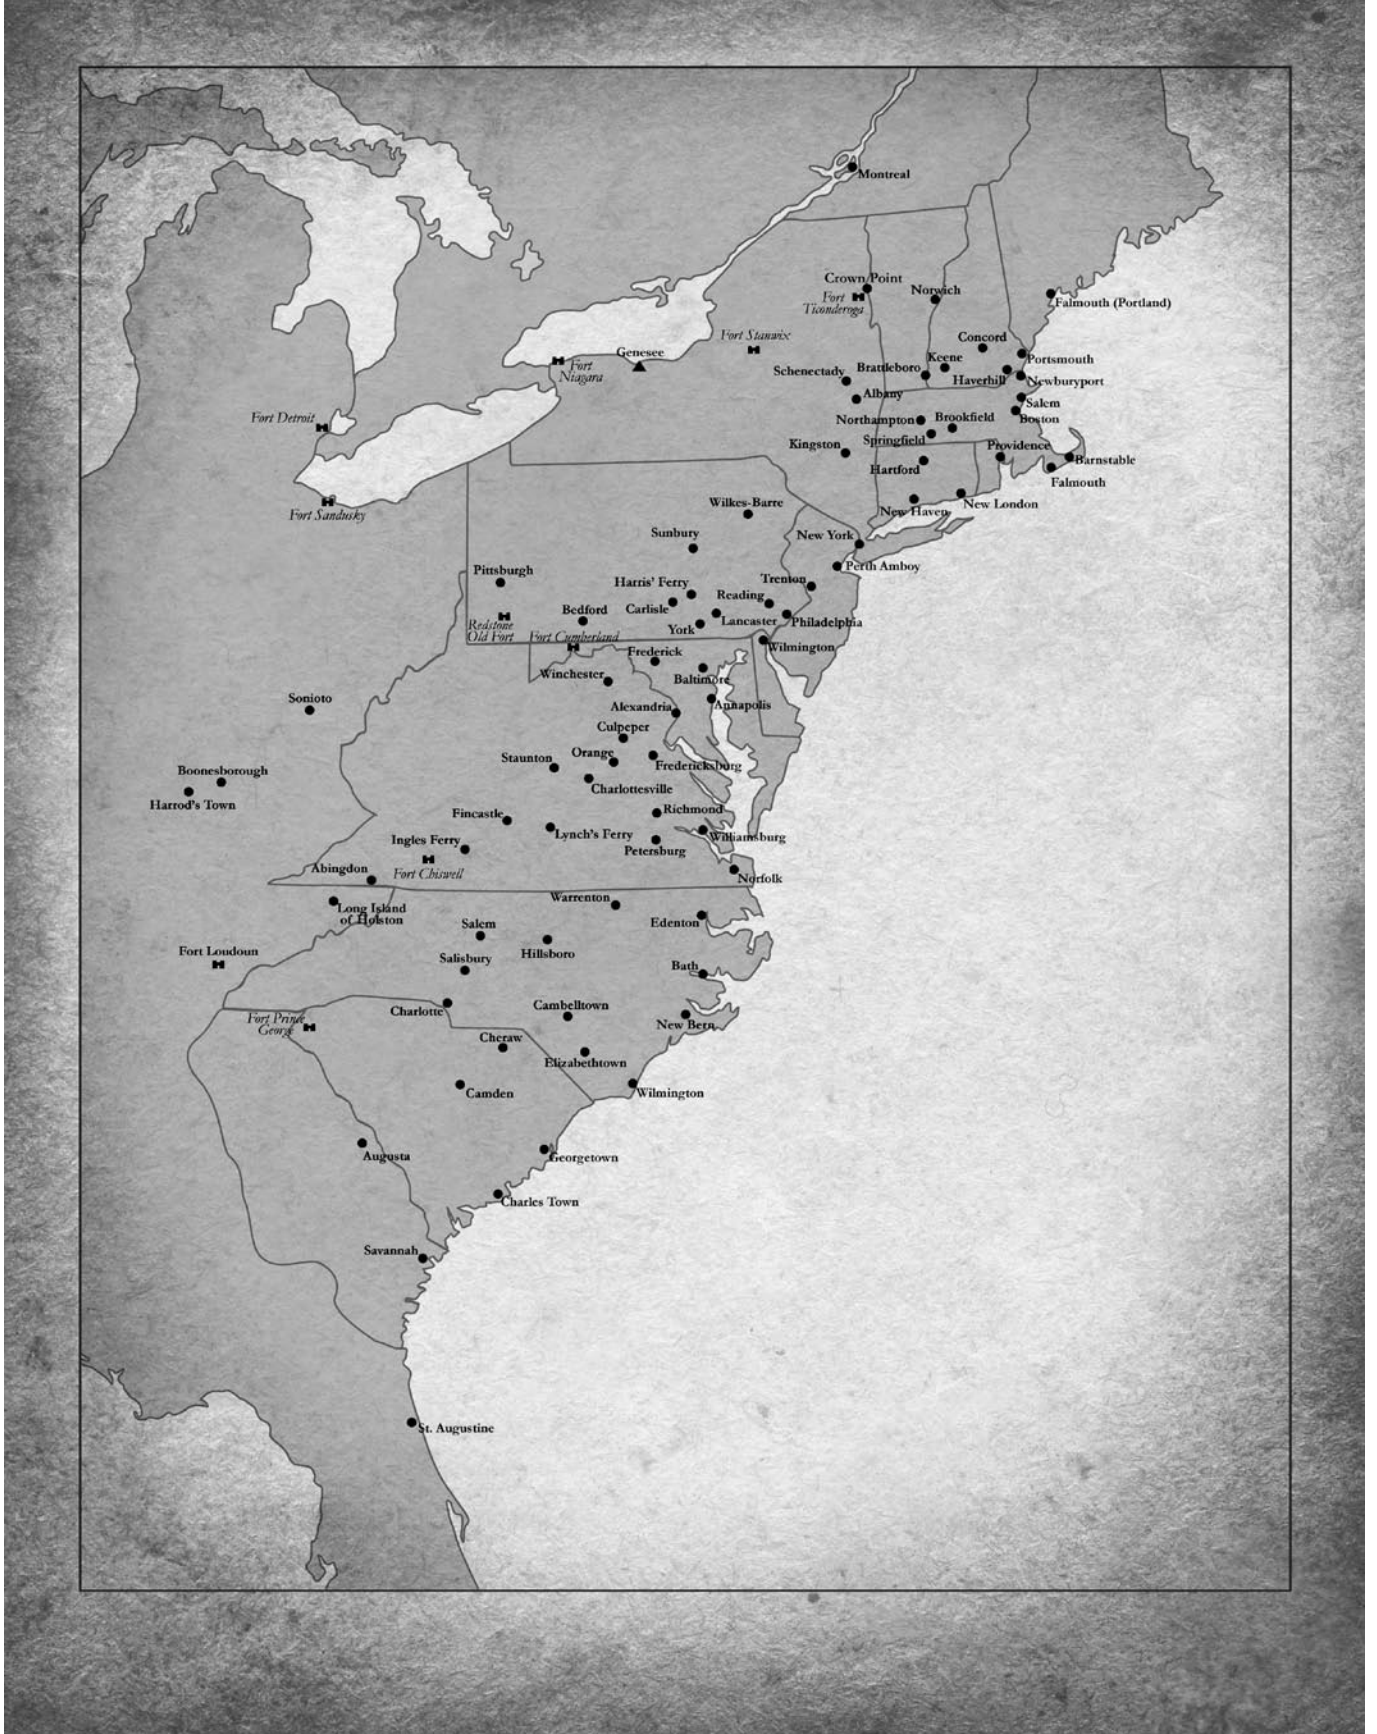 Montreal
Crown Point
Fort
Ticonderoga
Norwich
Falmouth (Portland)
Fort Stanwix
Concord
Genesee
Fort
Niagara
Keene
Portsmouth
Schenectady
Brattleboro
Haverhill
Newburyport
Albany
Salem
Boston
Fort Detroit
Northampton
Brookfield
Kingston
Springfield
Providence
Barnstable
Hartford
Falmouth
Fort Sandusky
Wilkes-Barre
New Haven
New London
Sunbury
New York
Pittsburgh
Perth Amboy
Harris' Ferry
Trenton
Reading
Carlisle
Bedford
Lancaster
Philadelphia
Redstone
Old Fort
Fort Cumberland
York
Wilmington
Frederick
Winchester
Baltimore
Sonioto
Alexandria
Annapolis
Culpeper
Staunton
Orange
Fredericksburg
Boonesborough
Charlottesville
Harrod's Town
Fincastle
Richmond
Lynch's Ferry
Williamsburg
Ingles Ferry
Petersburg
Abingdon
Fort Chiswell
Norfolk
Warrenton
Long Island
of Holston
Edenton
Salem
Fort Loudoun
Hillsboro
Salisbury
Bath
Charlotte
Cambelltown
Fort Prince
George
New Bern
Cheraw
Elizabethtown
Camden
Wilmington
Augusta
Georgetown
Charles Town
Savannah
St. Augustine